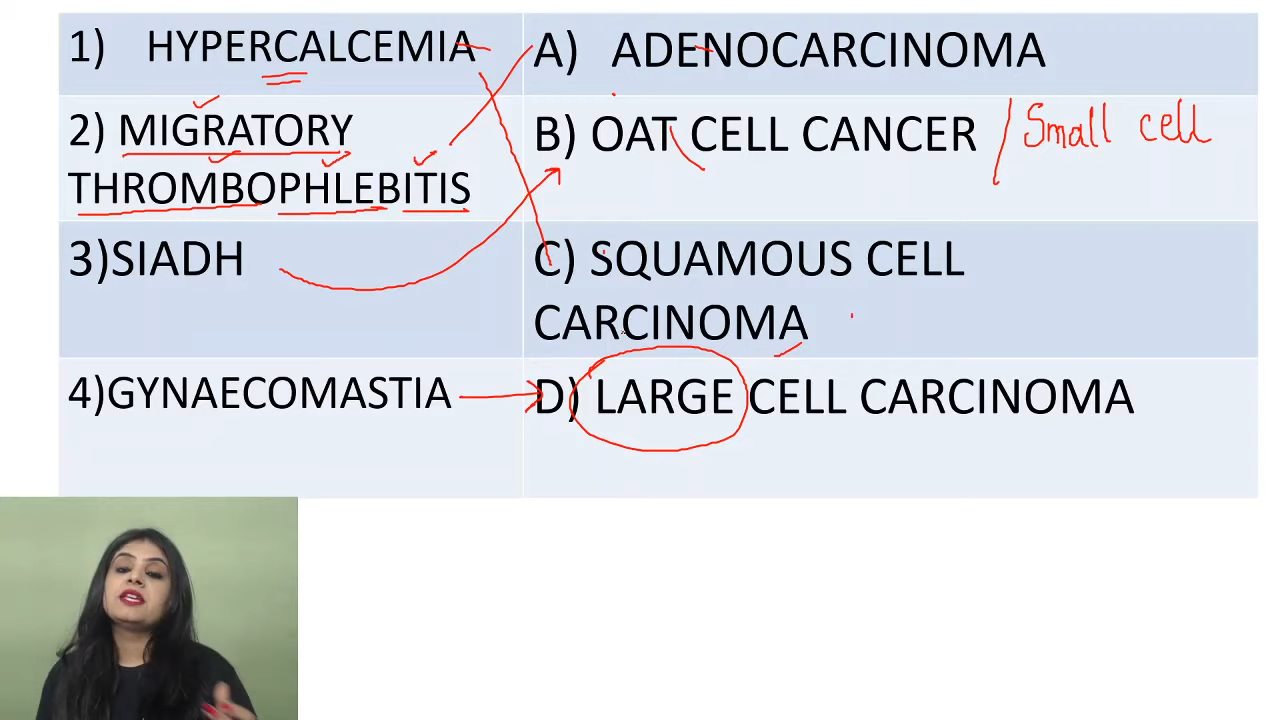 1) HYPERCALCEMIA
A) ADENOCARCINOMA
2) MIGRATORY
THROMBOPHLEBITIS
B) OAT CELL CANCER / Small cell
3)SIADH
C) SQUAMOUS CELL
CARCINOMA
4)GYNAECOMASTIA
D) LARGE CELL CARCINOMA